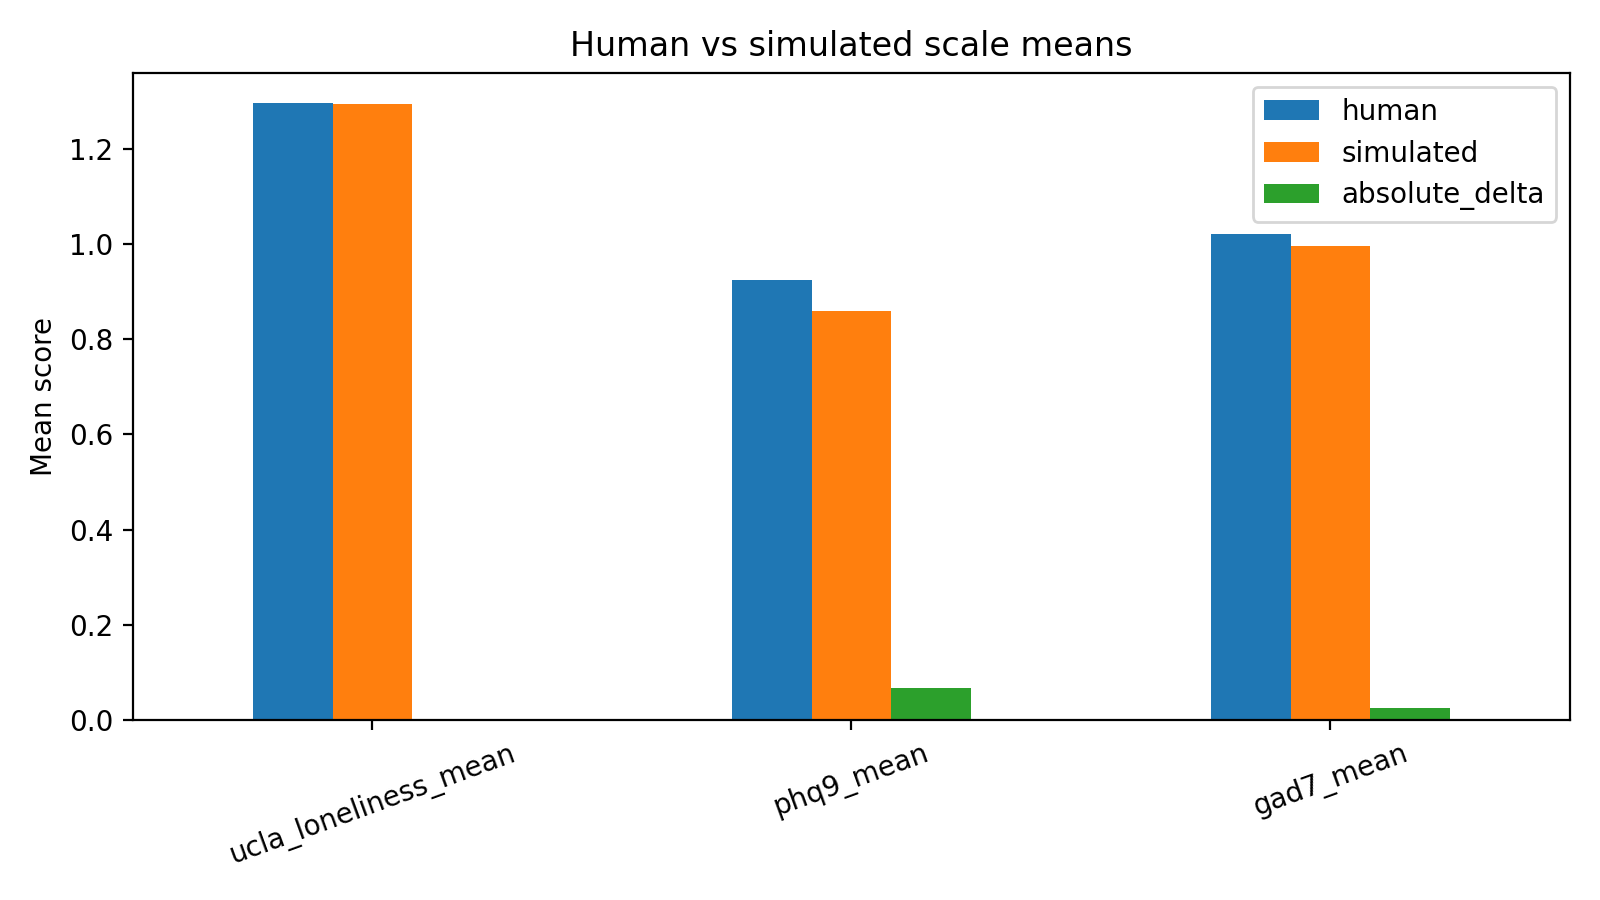 Human vs simulated scale means
human
simulated
absolute_delta
Mean score
1.2
1.0
0.8
0.6
0.4
0.2
0.0
ucla_loneliness_mean
phq9_mean
gad7_mean